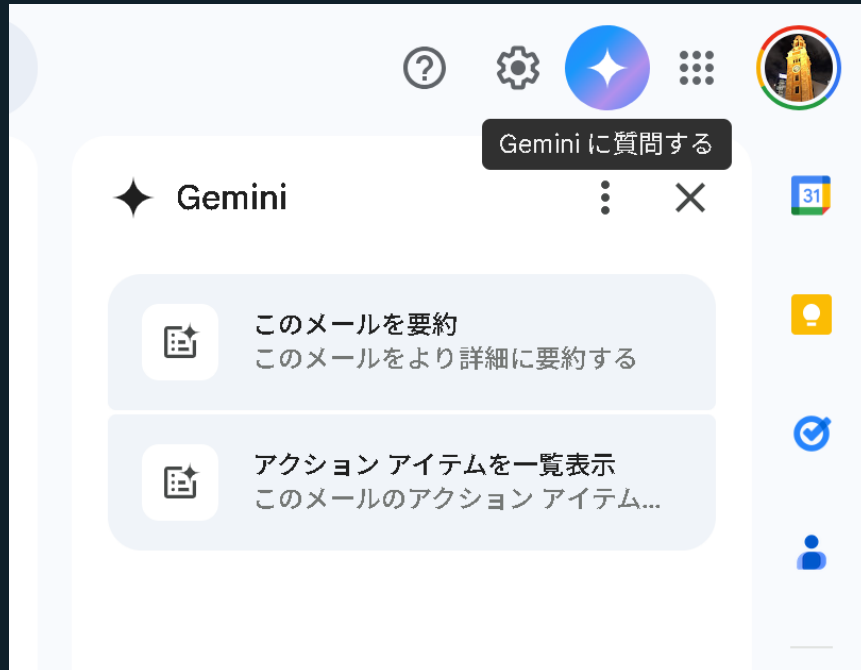 Gemini に質問する
Gemini
31
このメールを要約
このメールをより詳細に要約する
アクション アイテムを一覧表示
このメールのアクション アイテム...